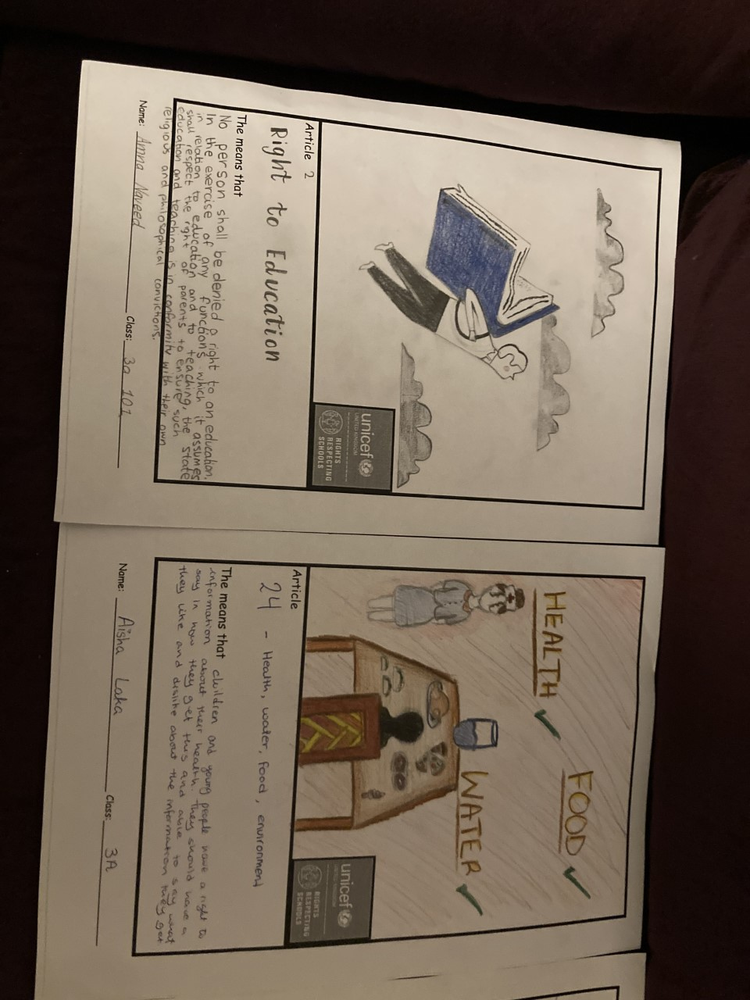 Article 2
Right to Education
The means that
No person shall be denied a right to an education.
In the exercise of any functions which it assumes
in relation to education and to teaching, the state
shall respect the right of parents to ensure such
education and teaching is in conformity with their own
religious and philosophical convictions.
Name: Amna Naveed Class: 3a 101
unicef
UNITED KINGDOM
RIGHTS
RESPECTING
SCHOOLS
HEALTH ✓
FOOD ✓
WATER ✓
unicef
UNITED KINGDOM
RIGHTS
RESPECTING
SCHOOLS
Article
24 - Health, water, food, environment
The means that children and young people have a right to
information about their health. They should have a
say in how they get this and able to say what
they like and dislike about the information they get
Name: Aisha Laka Class: 3A